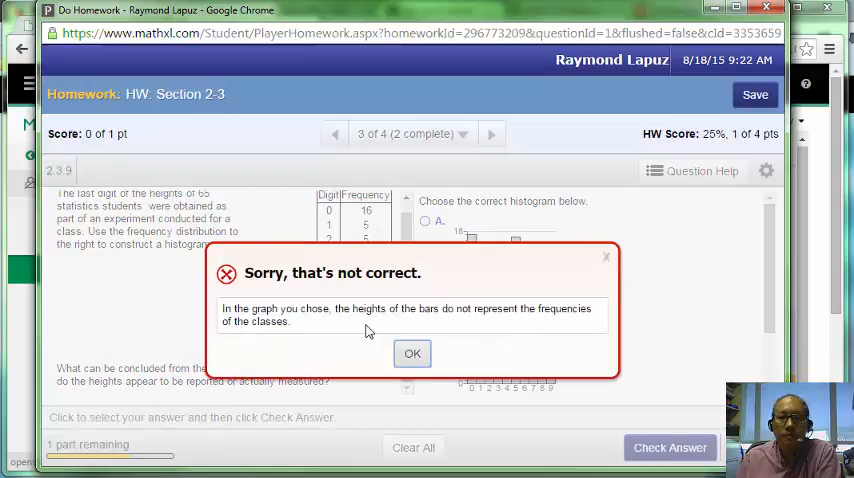 Do Homework - Raymond Lapuz - Google Chrome
https://www.mathxl.com/Student/PlayerHomework.aspx?homeworkId=296773209&questionId=1&flushed=false&cId=3353659
Raymond Lapuz 8/18/15 9:22 AM
Homework: HW: Section 2-3
Save
Score: 0 of 1 pt
3 of 4 (2 complete)
HW Score: 25%, 1 of 4 pts
2.3.9
Question Help
The last digit of the heights of 65
statistics students were obtained as
part of an experiment conducted for a
class. Use the frequency distribution to
the right to construct a histogram
Digit Frequency
0 16
1 5
2 5
Choose the correct histogram below.
A.
18
Sorry, that's not correct.
x
In the graph you chose, the heights of the bars do not represent the frequencies
of the classes.
OK
What can be concluded from the
do the heights appear to be reported or actually measured?
0
0 1 2 3 4 5 6 7 8 9
Click to select your answer and then click Check Answer.
1 part remaining
Clear All
Check Answer
open